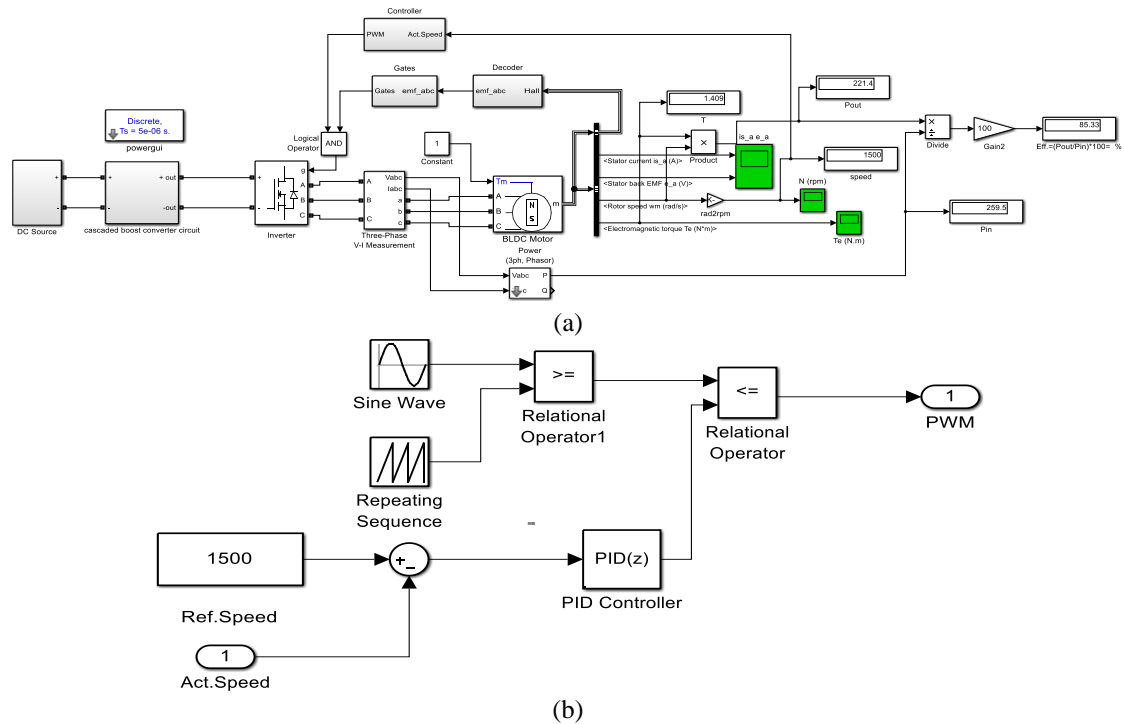 Controller
PWM Act.Speed
Gates
Gates emf_abc
Decoder
emf_abc Hall
221.4
Pout
1.409
T
Discrete,
Ts = 5e-06 s.
powergui
Logical
Operator
AND
1
Constant
×
Product
is_a e_a
×
÷
Divide
100
Gain2
85.33
Eff.=(Pout/Pin)*100= %
1500
speed
<Stator current is_a (A)>
<Stator back EMF e_a (V)>
<Rotor speed wm (rad/s)>
<Electromagnetic torque Te (N*m)>
rad2rpm
N (rpm)
Te (N.m)
259.5
Pin
+
-
DC Source
+ + out
- -out
cascaded boost converter circuit
+
-
g
A
B
C
Inverter
Vabc
Iabc
A a
B b
C c
Three-Phase
V-I Measurement
Tm
A
B
C
N
S
m
BLDC Motor
Power
(3ph, Phasor)
Vabc P
c Q
(a)
Sine Wave
>=
Relational
Operator1
<=
Relational
Operator
1
PWM
Repeating
Sequence
1500
Ref.Speed
+
-
PID(z)
PID Controller
1
Act.Speed
(b)